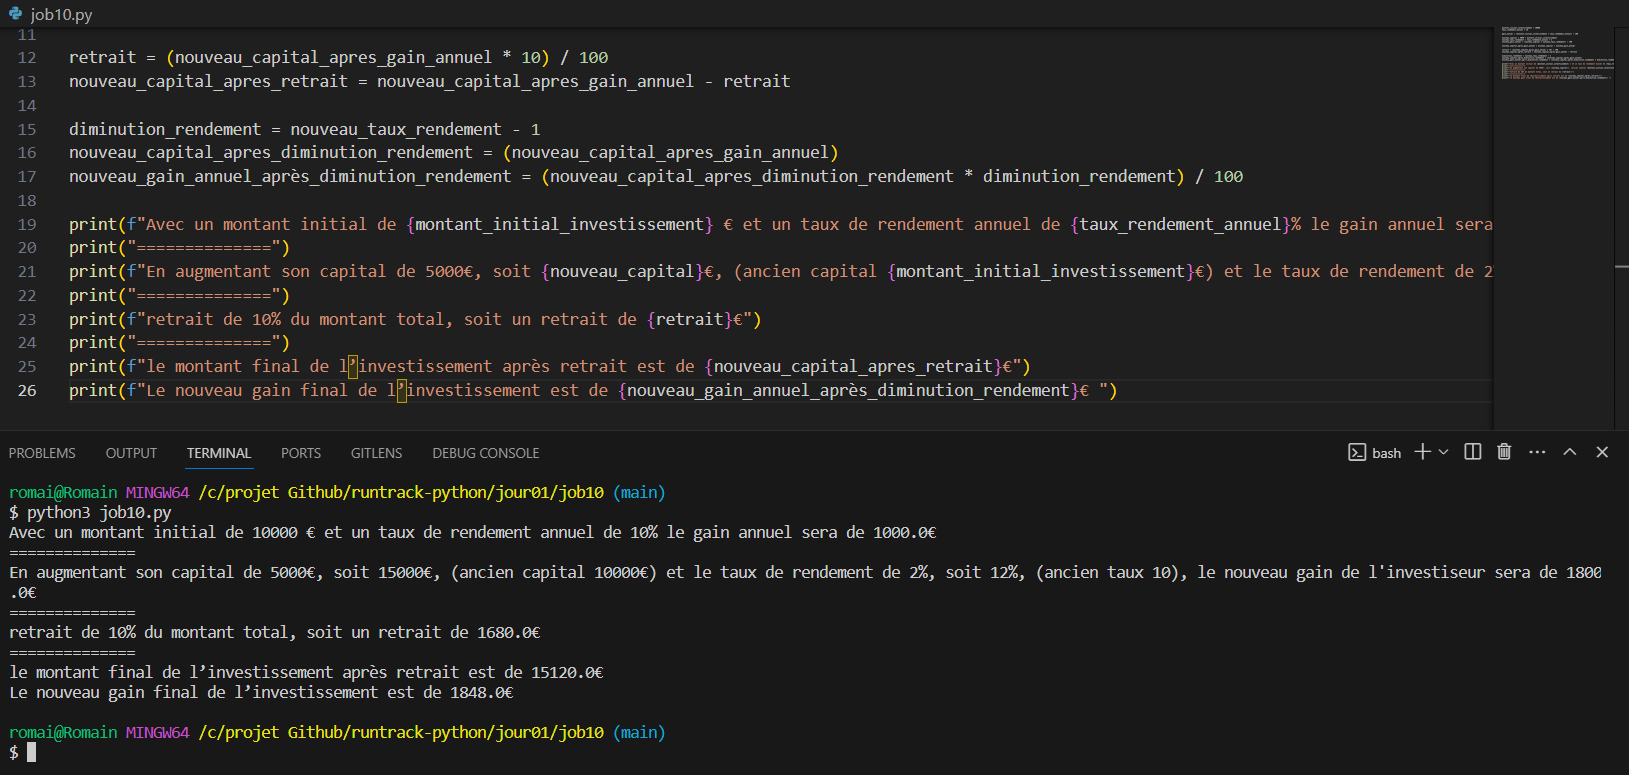 job10.py
11
12 retrait = (nouveau_capital_apres_gain_annuel * 10) / 100
13 nouveau_capital_apres_retrait = nouveau_capital_apres_gain_annuel - retrait
14
15 diminution_rendement = nouveau_taux_rendement - 1
16 nouveau_capital_apres_diminution_rendement = (nouveau_capital_apres_gain_annuel)
17 nouveau_gain_annuel_après_diminution_rendement = (nouveau_capital_apres_diminution_rendement * diminution_rendement) / 100
18
19 print(f"Avec un montant initial de {montant_initial_investissement} € et un taux de rendement annuel de {taux_rendement_annuel}% le gain annuel sera
20 print("==============")
21 print(f"En augmentant son capital de 5000€, soit {nouveau_capital}€, (ancien capital {montant_initial_investissement}€) et le taux de rendement de 2
22 print("==============")
23 print(f"retrait de 10% du montant total, soit un retrait de {retrait}€")
24 print("==============")
25 print(f"le montant final de l’investissement après retrait est de {nouveau_capital_apres_retrait}€")
26 print(f"Le nouveau gain final de l’investissement est de {nouveau_gain_annuel_après_diminution_rendement}€ ")
PROBLEMS OUTPUT TERMINAL PORTS GITLENS DEBUG CONSOLE bash
romai@Romain MINGW64 /c/projet Github/runtrack-python/jour01/job10 (main)
$ python3 job10.py
Avec un montant initial de 10000 € et un taux de rendement annuel de 10% le gain annuel sera de 1000.0€
==============
En augmentant son capital de 5000€, soit 15000€, (ancien capital 10000€) et le taux de rendement de 2%, soit 12%, (ancien taux 10), le nouveau gain de l'investiseur sera de 1800
.0€
==============
retrait de 10% du montant total, soit un retrait de 1680.0€
==============
le montant final de l’investissement après retrait est de 15120.0€
Le nouveau gain final de l’investissement est de 1848.0€
romai@Romain MINGW64 /c/projet Github/runtrack-python/jour01/job10 (main)
$